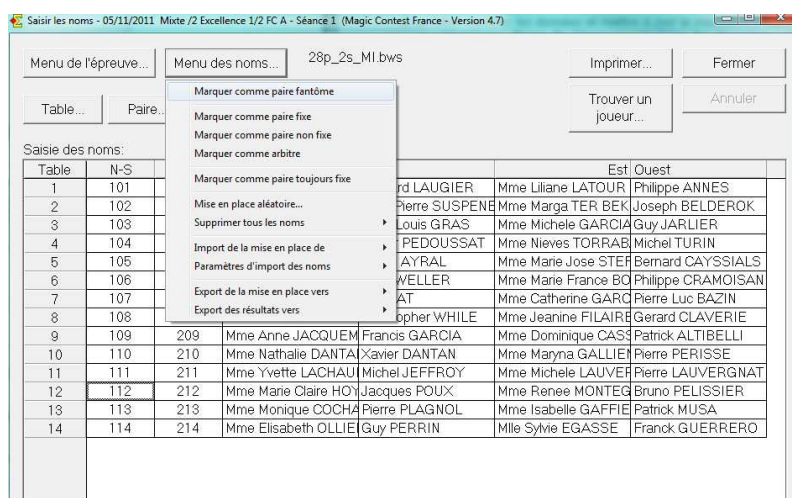 Saisir les noms - 05/11/2011 Mixte /2 Excellence 1/2 FC A - Séance 1 (Magic Contest France - Version 4.7)
Menu de l'épreuve... Menu des noms... 28p_2s_MI.bws Imprimer... Fermer
Marquer comme paire fantôme
Table... Paire.. Trouver un joueur... Annuler
Marquer comme paire fixe
Marquer comme paire non fixe
Marquer comme arbitre
Marquer comme paire toujours fixe
Mise en place aléatoire...
Supprimer tous les noms
Import de la mise en place de
Paramètres d'import des noms
Export de la mise en place vers
Export des résultats vers
Saisie des noms:
Table N-S Est Ouest
1 101 LAUGIER Mme Liliane LATOUR Philippe ANNES
2 102 Pierre SUSPENE Mme Marga TER BEK Joseph BELDEROK
3 103 Louis GRAS Mme Michele GARCIA Guy JARLIER
4 104 PEDOUSSAT Mme Nieves TORRAB Michel TURIN
5 105 AYRAL Mme Marie Jose STEF Bernard CAYSSIALS
6 106 WELLER Mme Marie France BO Philippe CRAMOISAN
7 107 AT Mme Catherine GARC Pierre Luc BAZIN
8 108 opher WHILE Mme Jeanine FILAIRE Gerard CLAVERIE
9 109 209 Mme Anne JACQUEM Francis GARCIA Mme Dominique CASS Patrick ALTIBELLI
10 110 210 Mme Nathalie DANTA Xavier DANTAN Mme Maryna GALLIEN Pierre PERISSE
11 111 211 Mme Yvette LACHAU Michel JEFFROY Mme Michele LAUVER Pierre LAUVERGNAT
12 112 212 Mme Marie Claire HOY Jacques POUX Mme Renee MONTEG Bruno PELISSIER
13 113 213 Mme Monique COCHA Pierre PLAGNOL Mme Isabelle GAFFIE Patrick MUSA
14 114 214 Mme Elisabeth OLLIE Guy PERRIN Mlle Sylvie EGASSE Franck GUERRERO